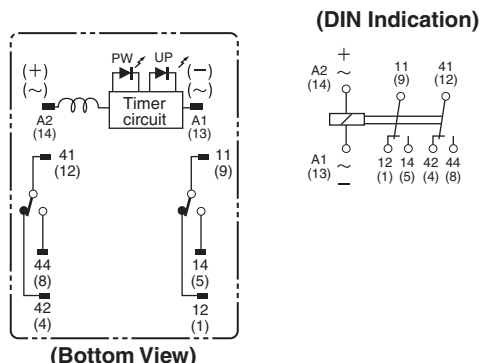 (DIN Indication)
PW UP
(+) (−)
(~) (~)
Timer
circuit
A2 A1
(14) (13)
41 11
(12) (9)
44 14
(8) (5)
42 12
(4) (1)
(Bottom View)
+
A2 ~ 11 41
(14) (9) (12)
A1 ~ 12 14 42 44
(13) − (1) (5) (4) (8)